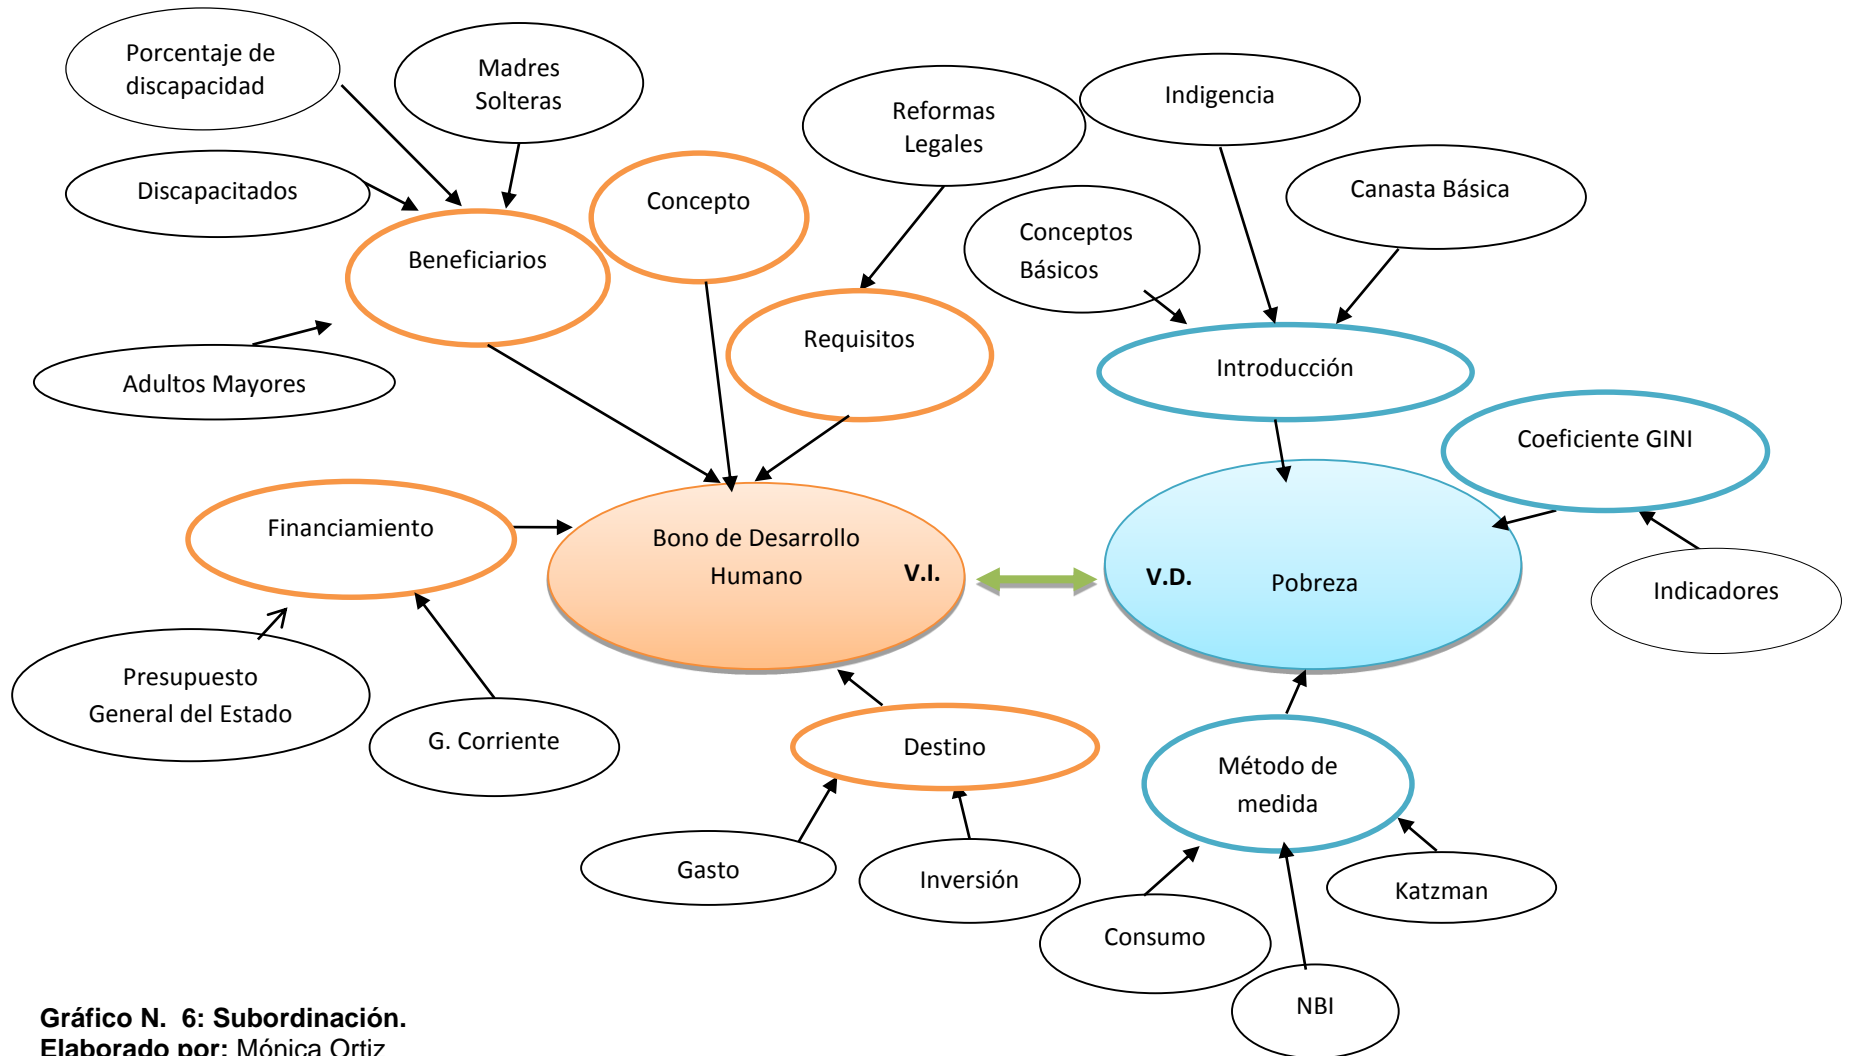 Porcentaje de
discapacidad
Madres
Solteras
Reformas
Legales
Indigencia
Discapacitados
Concepto
Canasta Básica
Conceptos
Básicos
Beneficiarios
Requisitos
Introducción
Adultos Mayores
Coeficiente GINI
Financiamiento
Bono de Desarrollo
Humano
V.I.
V.D.
Pobreza
Indicadores
Presupuesto
General del Estado
G. Corriente
Destino
Método de
medida
Gasto
Inversión
Katzman
Consumo
NBI
Gráfico N.  6: Subordinación.
Elaborado por: Mónica Ortiz